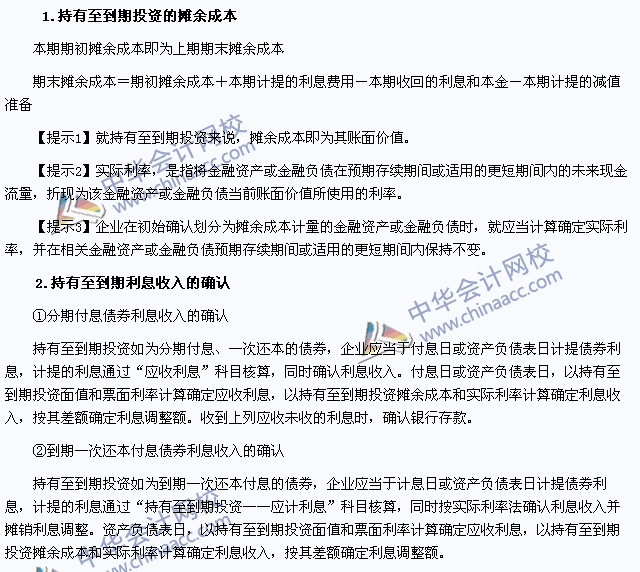 1.持有至到期投资的摊余成本
本期期初摊余成本即为上期期末摊余成本
期末摊余成本＝期初摊余成本＋本期计提的利息费用－本期收回的利息和本金－本期计提的减值
准备
【提示1】就持有至到期投资来说，摊余成本即为其账面价值。
【提示2】实际利率，是指将金融资产或金融负债在预期存续期间或适用的更短期间内的未来现金
流量，折现为该金融资产或金融负债当前账面价值所使用的利率。
【提示3】企业在初始确认划分为摊余成本计量的金融资产或金融负债时，就应当计算确定实际利
率，并在相关金融资产或金融负债预期存续期间或适用的更短期间内保持不变。
2.持有至到期利息收入的确认
①分期付息债券利息收入的确认
持有至到期投资如为分期付息、一次还本的债券，企业应当于付息日或资产负债表日计提债券利
息，计提的利息通过“应收利息”科目核算，同时确认利息收入。付息日或资产负债表日，以持有至
到期投资面值和票面利率计算确定应收利息，以持有至到期投资摊余成本和实际利率计算确定利息收
入，按其差额确定利息调整额。收到上列应收未收的利息时，确认银行存款。
②到期一次还本付息债券利息收入的确认
持有至到期投资如为到期一次还本付息的债券，企业应当于计息日或资产负债表日计提债券利
息，计提的利息通过“持有至到期投资——应计利息”科目核算，同时按实际利率法确认利息收入并
摊销利息调整。资产负债表日，以持有至到期投资面值和票面利率计算确定应收利息，以持有至到期
投资摊余成本和实际利率计算确定利息收入，按其差额确定利息调整额。
中华会计网校
www.chinaacc.com
中华会计网校
www.chinaacc.com
中华会计网校
www.chinaacc.com